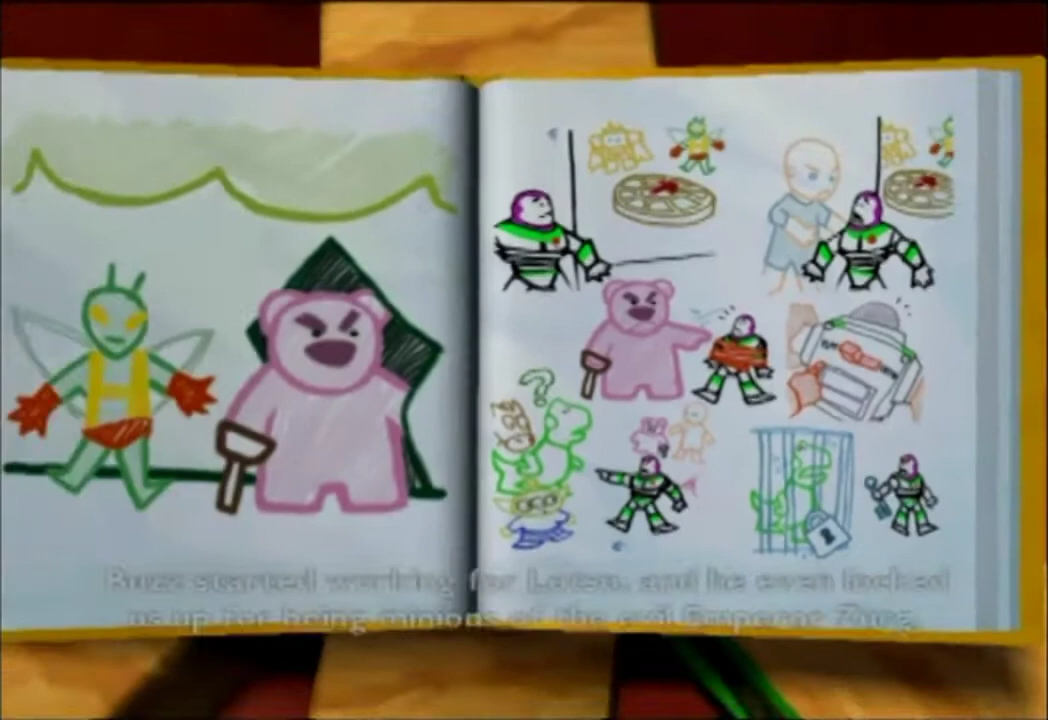 Buzz started working for Lotso, and he even locked
us up for being minions of the evil Emperor Zurg.
?